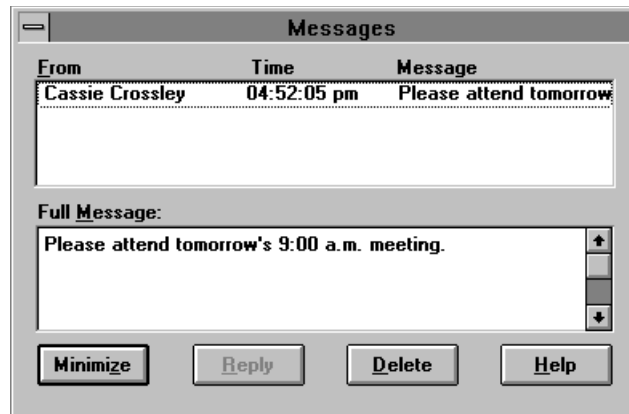 Messages
From Time Message
Cassie Crossley 04:52:05 pm Please attend tomorrow
Full Message:
Please attend tomorrow's 9:00 a.m. meeting.
Minimize Reply Delete Help